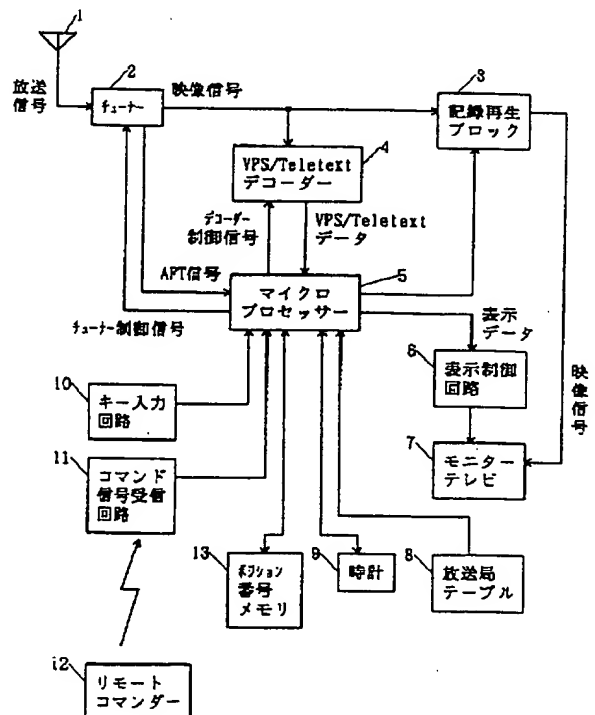 1
放送
信号
2
チューナー
映像信号
3
記録再生
ブロック
4
VPS/Teletext
デコーダー
デコーダー
制御信号
VPS/Teletext
データ
APT信号
5
マイクロ
プロセッサー
チューナー制御信号
表示
データ
6
表示制御
回路
映像信号
10
キー入力
回路
7
モニター
テレビ
11
コマンド
信号受信
回路
13
ポジション
番号
メモリ
9
時計
8
放送局
テーブル
12
リモート
コマンダー